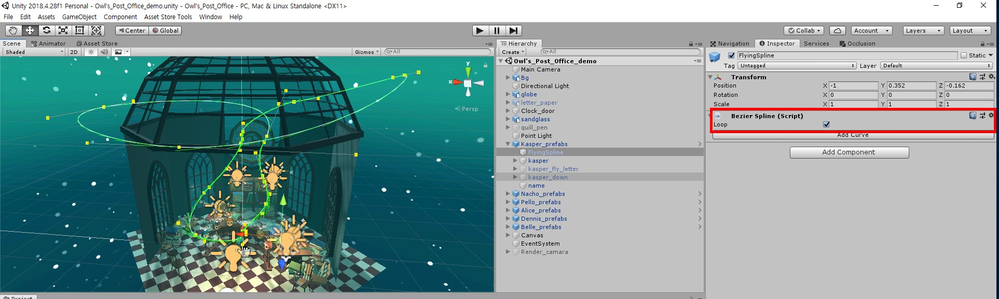 Unity 2018.4.28f1 Personal - Owl's_Post_Office_demo.unity - Owl's_Post_Office - PC, Mac & Linux Standalone <DX11>
File Edit Assets GameObject Component Asset Store Tools Window Help
Center Global Collab Account Layers Layout
Scene Animator Asset Store
Shaded 2D Gizmos All
y
x
Persp
Hierarchy
Create All
Owl's_Post_Office_demo
Main Camera
Bg
Directional Light
globe
letter_paper
Clock_door
sandglass
quill_pen
Point Light
Kasper_prefabs
FlyingSpline
kasper
kasper_fly_letter
kasper_down
name
Nacho_prefabs
Pello_prefabs
Alice_prefabs
Dennis_prefabs
Belle_prefabs
Canvas
EventSystem
Render_camara
Navigation Inspector Services Occlusion
FlyingSpline Static
Tag Untagged Layer Default
Transform
Position X -1 Y 0.352 Z -0.162
Rotation X 0 Y 0 Z 0
Scale X 1 Y 1 Z 1
Bezier Spline (Script)
Loop
Add Curve
Add Component
Project